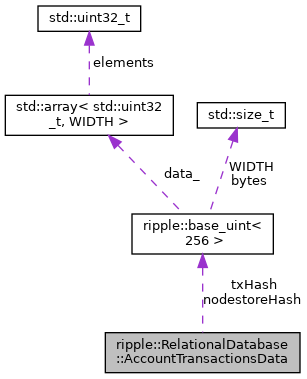 std::uint32_t
elements
std::array< std::uint32
_t, WIDTH >
std::size_t
data_
WIDTH
bytes
ripple::base_uint<
256 >
txHash
nodestoreHash
ripple::RelationalDatabase
::AccountTransactionsData